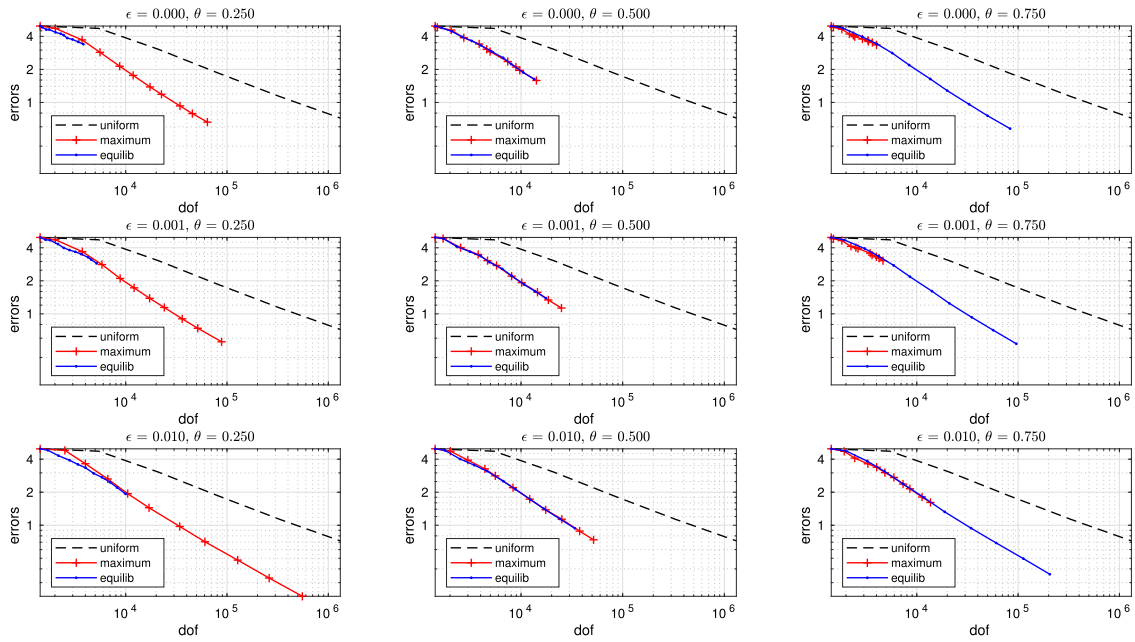 ϵ = 0.000, θ = 0.250
errors
4
2
1
uniform
maximum
equilib
10^4
10^5
10^6
dof
ϵ = 0.000, θ = 0.500
errors
4
2
1
uniform
maximum
equilib
10^4
10^5
10^6
dof
ϵ = 0.000, θ = 0.750
errors
4
2
1
uniform
maximum
equilib
10^4
10^5
10^6
dof
ϵ = 0.001, θ = 0.250
errors
4
2
1
uniform
maximum
equilib
10^4
10^5
10^6
dof
ϵ = 0.001, θ = 0.500
errors
4
2
1
uniform
maximum
equilib
10^4
10^5
10^6
dof
ϵ = 0.001, θ = 0.750
errors
4
2
1
uniform
maximum
equilib
10^4
10^5
10^6
dof
ϵ = 0.010, θ = 0.250
errors
4
2
1
uniform
maximum
equilib
10^4
10^5
10^6
dof
ϵ = 0.010, θ = 0.500
errors
4
2
1
uniform
maximum
equilib
10^4
10^5
10^6
dof
ϵ = 0.010, θ = 0.750
errors
4
2
1
uniform
maximum
equilib
10^4
10^5
10^6
dof